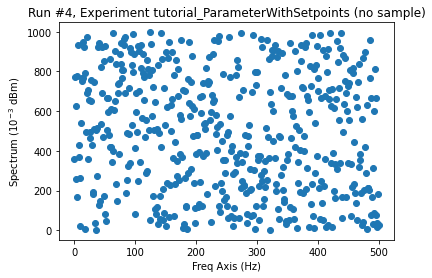 Run #4, Experiment tutorial_ParameterWithSetpoints (no sample)
1000
800
600
400
200
0
Spectrum (10⁻³ dBm)
0 100 200 300 400 500
Freq Axis (Hz)